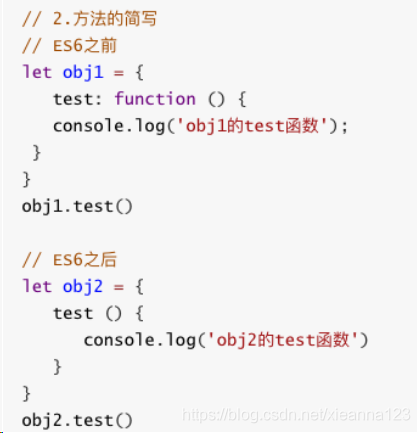 // 2.方法的简写
// ES6之前
let obj1 = {
   test: function () {
   console.log('obj1的test函数');
 }
}
obj1.test()

// ES6之后
let obj2 = {
   test () {
      console.log('obj2的test函数')
   }
}
obj2.test()
https://blog.csdn.net/xieanna123